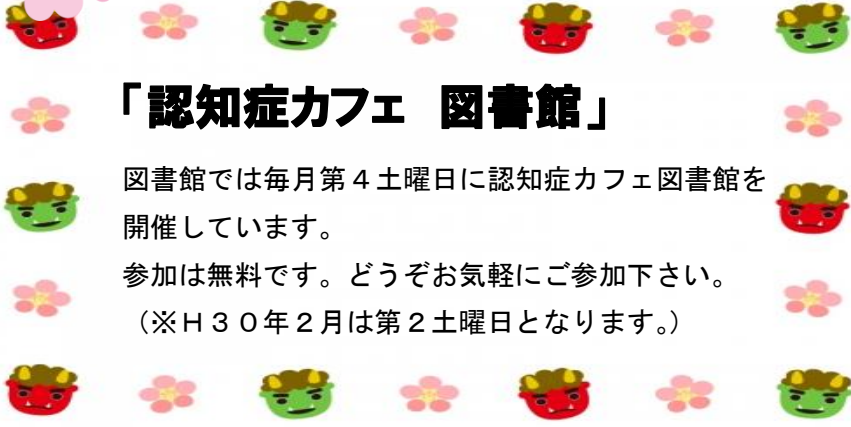 「認知症カフェ　図書館」
図書館では毎月第４土曜日に認知症カフェ図書館を
開催しています。
参加は無料です。どうぞお気軽にご参加下さい。
（※Ｈ３０年２月は第２土曜日となります。）